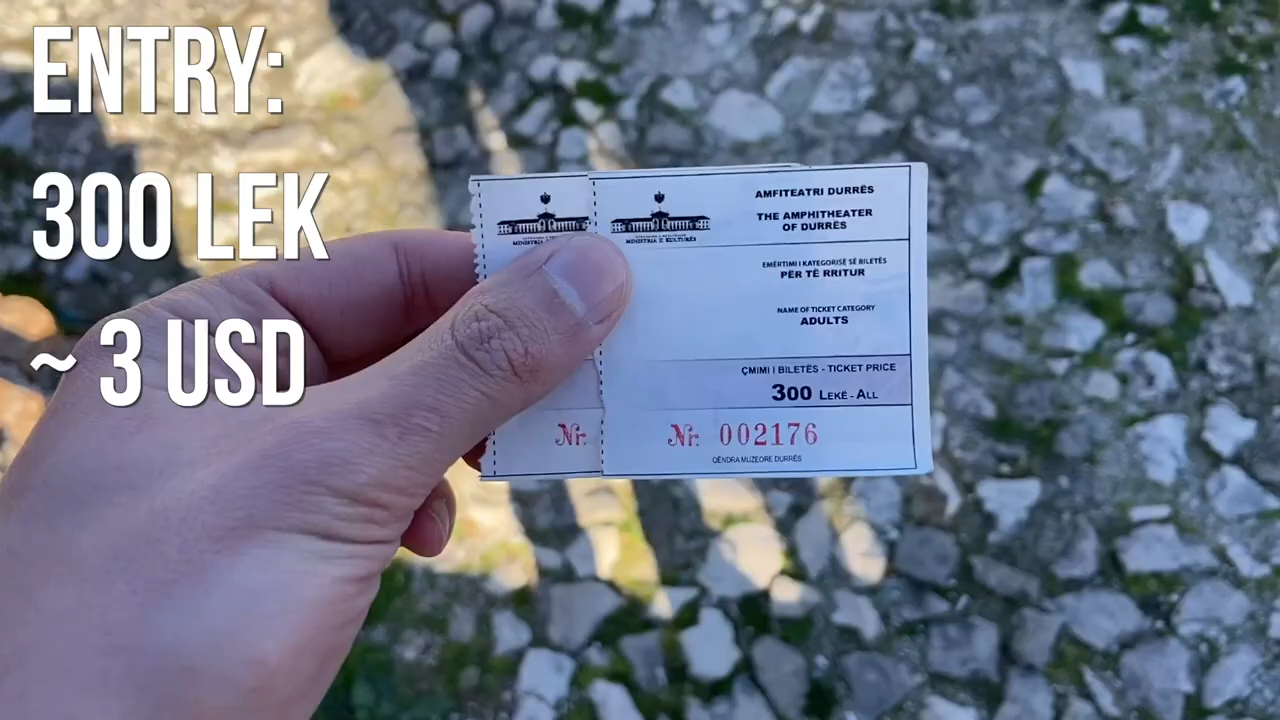 ENTRY:
300 LEK
~ 3 USD
MINISTRIA E KULTURËS
AMFITEATRI DURRËS
THE AMPHITHEATER
OF DURRËS
EMËRTIMI I KATEGORISË SË BILETËS
PËR TË RRITUR
NAME OF TICKET CATEGORY
ADULTS
ÇMIMI I BILETËS - TICKET PRICE
300 LEKË - ALL
Nr.
Nr. 002176
QËNDRA MUZEORE DURRËS